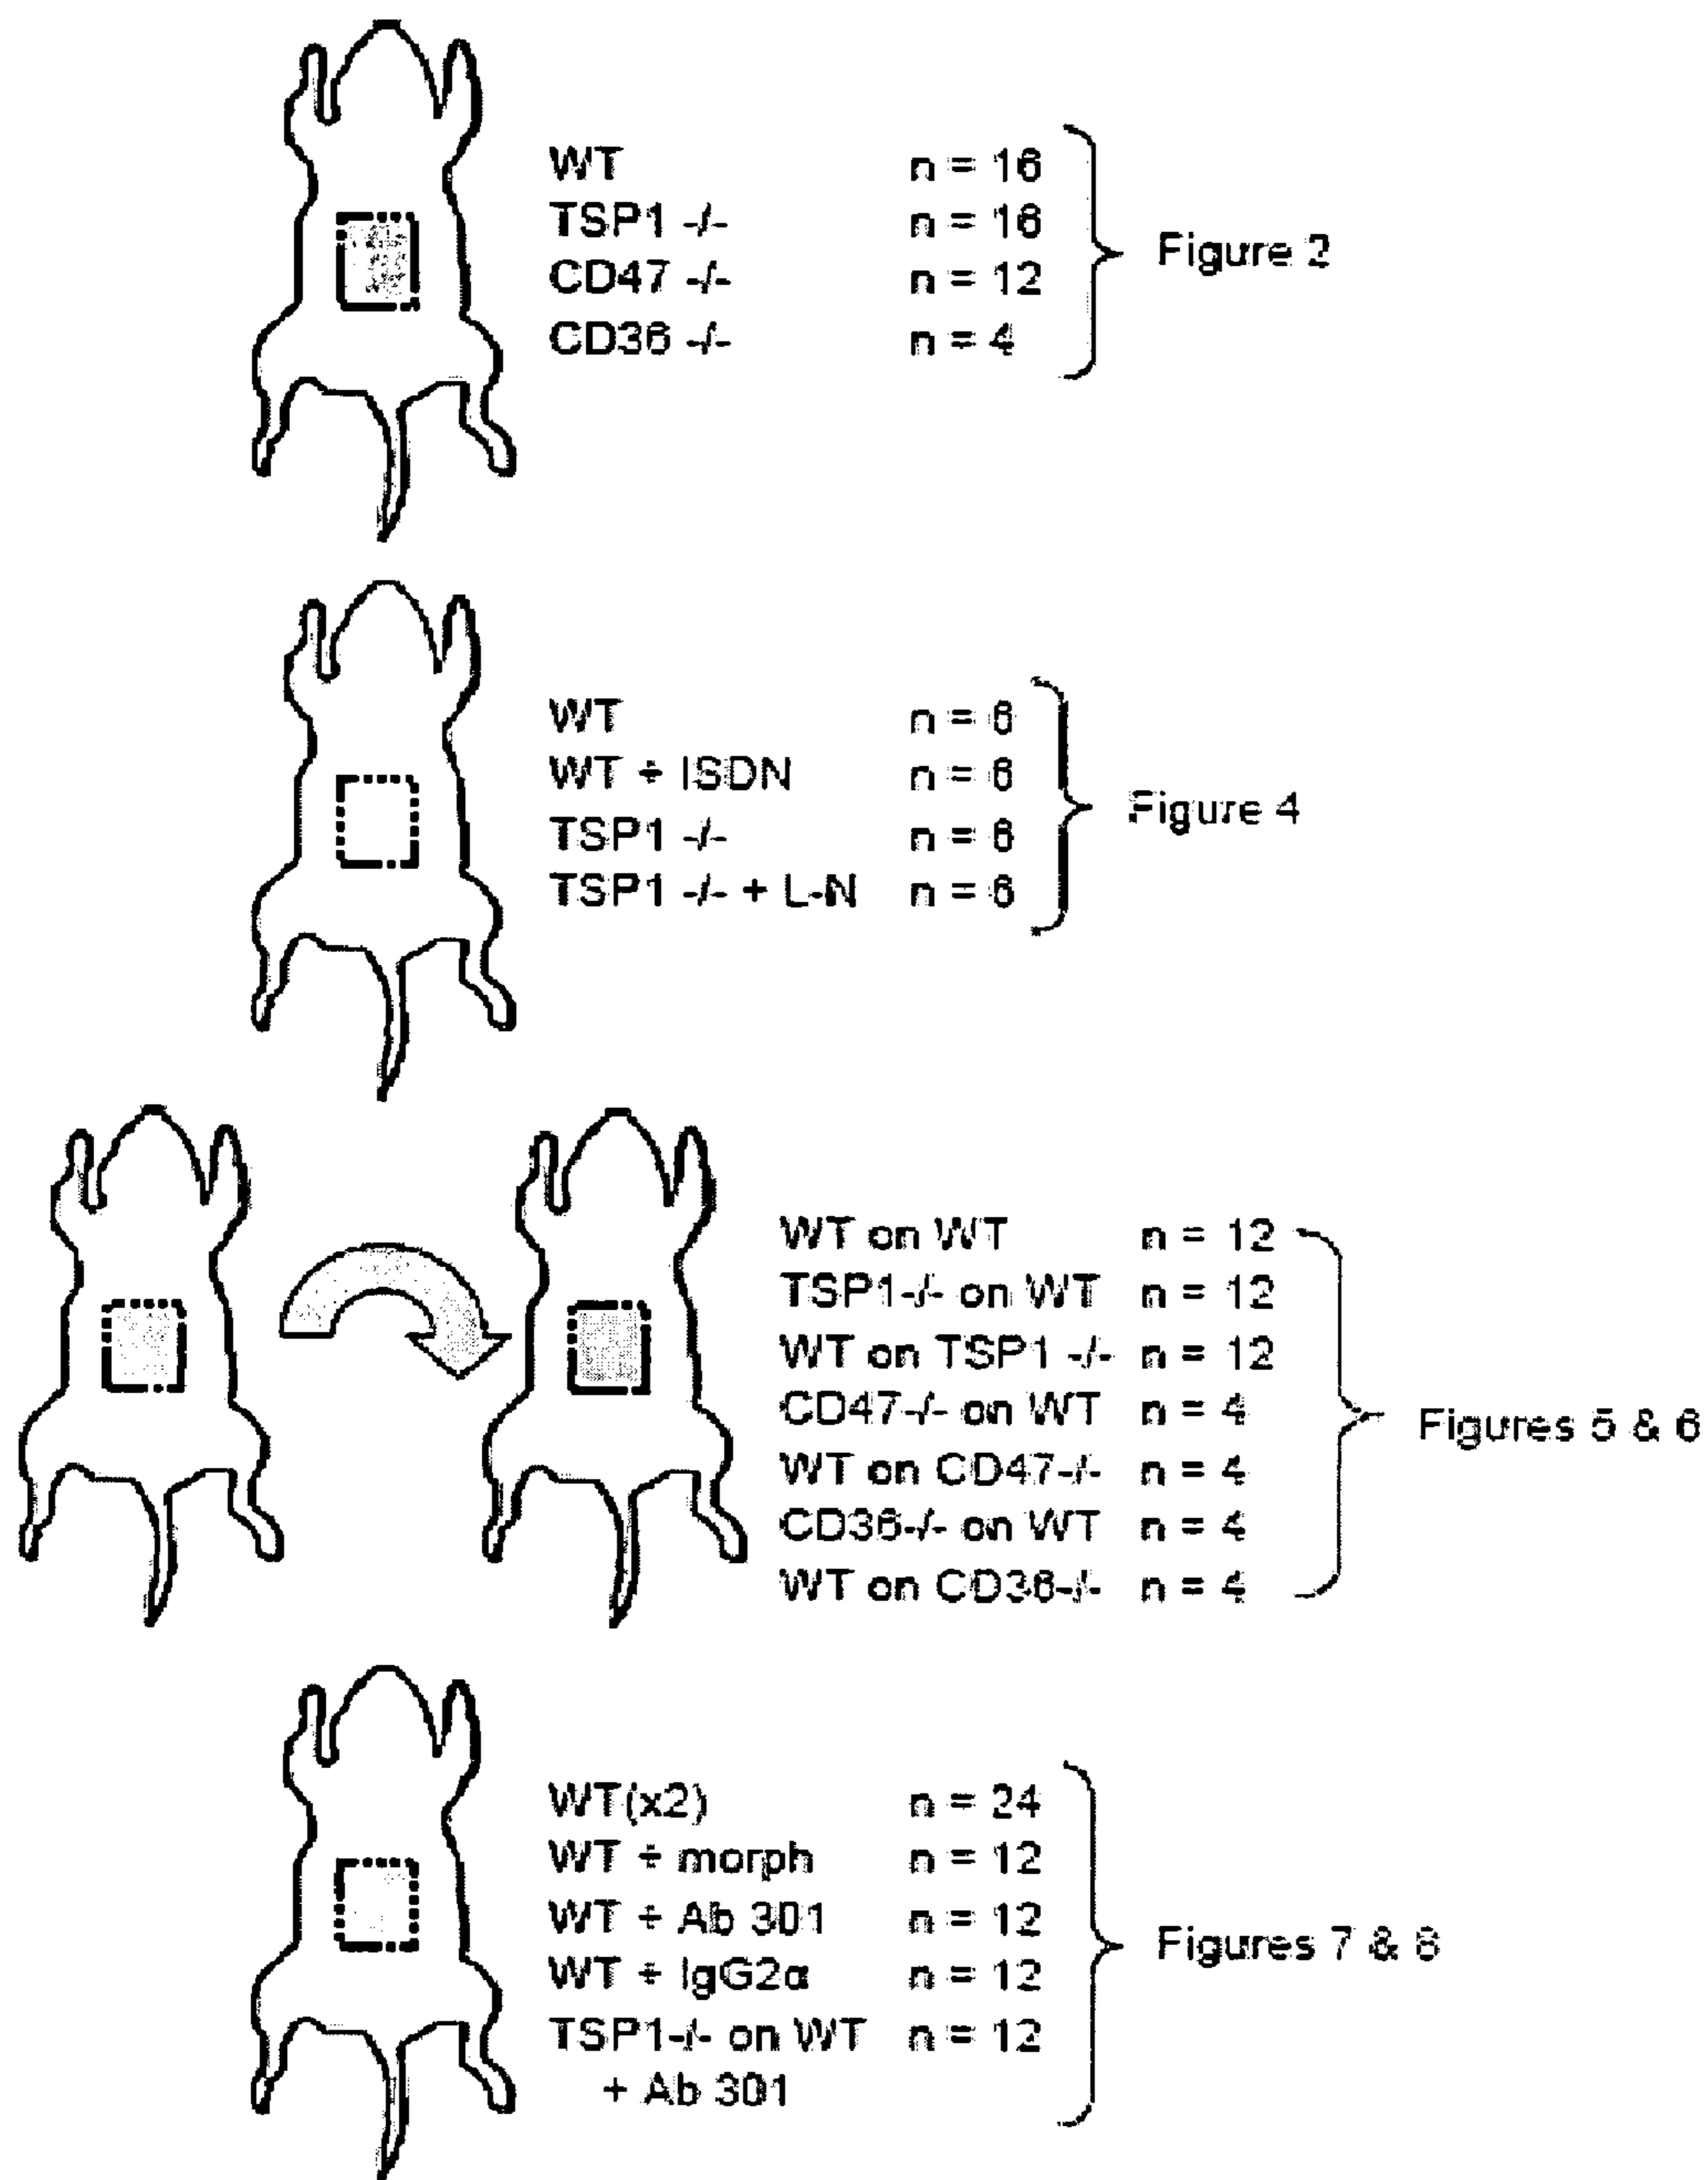 WT n = 16
TSP1 -/- n = 16
CD47 -/- n = 12
CD36 -/- n = 4
Figure 2
WT n = 6
WT + ISDN n = 6
TSP1 -/- n = 6
TSP1 -/- + L-N n = 6
Figure 4
WT on WT n = 12
TSP1-/- on WT n = 12
WT on TSP1 -/- n = 12
CD47-/- on WT n = 4
WT on CD47-/- n = 4
CD36-/- on WT n = 4
WT on CD36-/- n = 4
Figures 5 & 6
WT(x2) n = 24
WT + morph n = 12
WT + Ab 301 n = 12
WT + IgG2α n = 12
TSP1-/- on WT n = 12
+ Ab 301
Figures 7 &